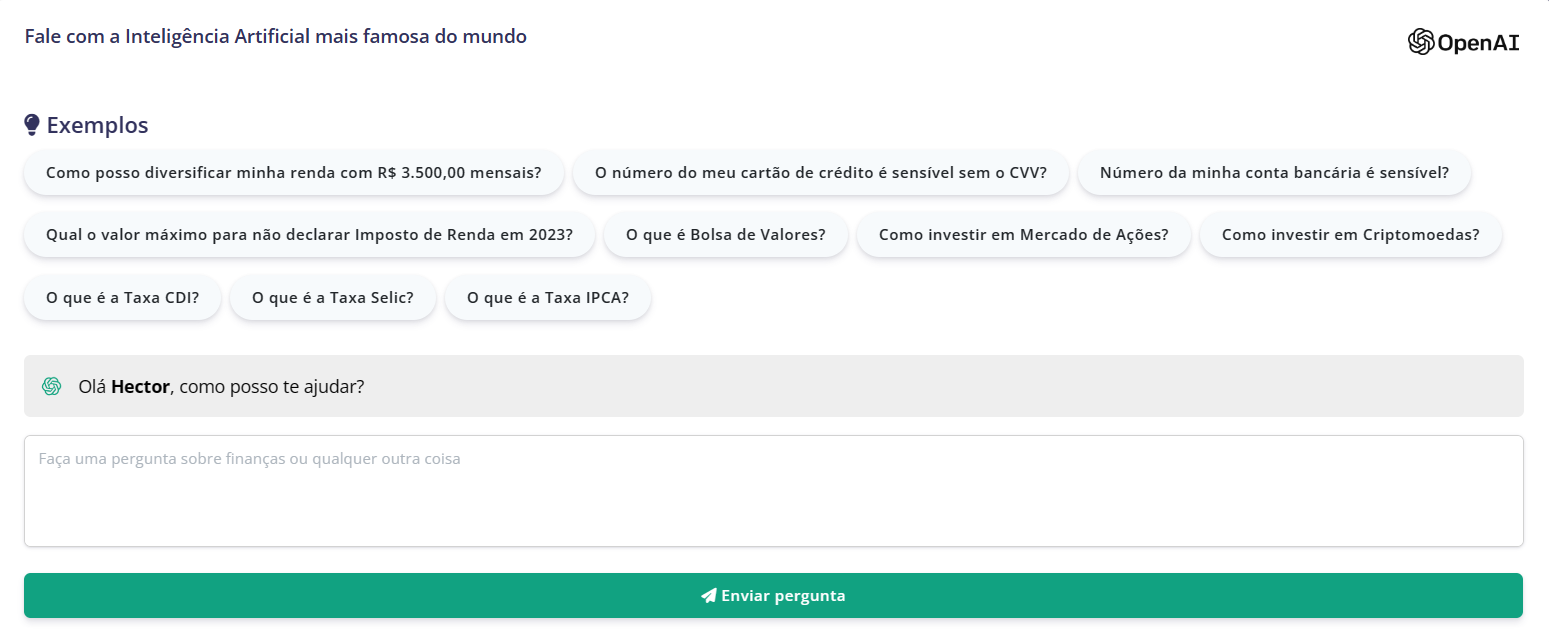 Fale com a Inteligência Artificial mais famosa do mundo
OpenAI
Exemplos
Como posso diversificar minha renda com R$ 3.500,00 mensais?
O número do meu cartão de crédito é sensível sem o CVV?
Número da minha conta bancária é sensível?
Qual o valor máximo para não declarar Imposto de Renda em 2023?
O que é Bolsa de Valores?
Como investir em Mercado de Ações?
Como investir em Criptomoedas?
O que é a Taxa CDI?
O que é a Taxa Selic?
O que é a Taxa IPCA?
Olá Hector, como posso te ajudar?
Faça uma pergunta sobre finanças ou qualquer outra coisa
Enviar pergunta